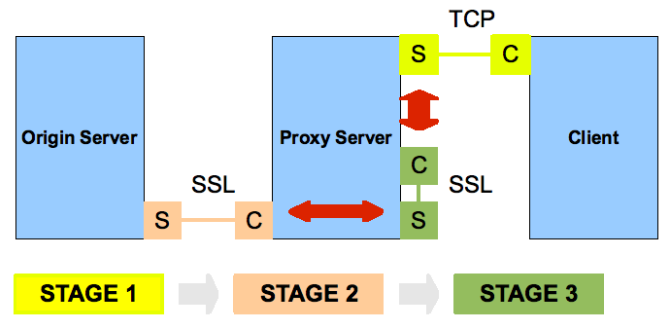 TCP
S
C
Origin Server
Proxy Server
Client
C
SSL
SSL
S
C
S
STAGE 1
STAGE 2
STAGE 3